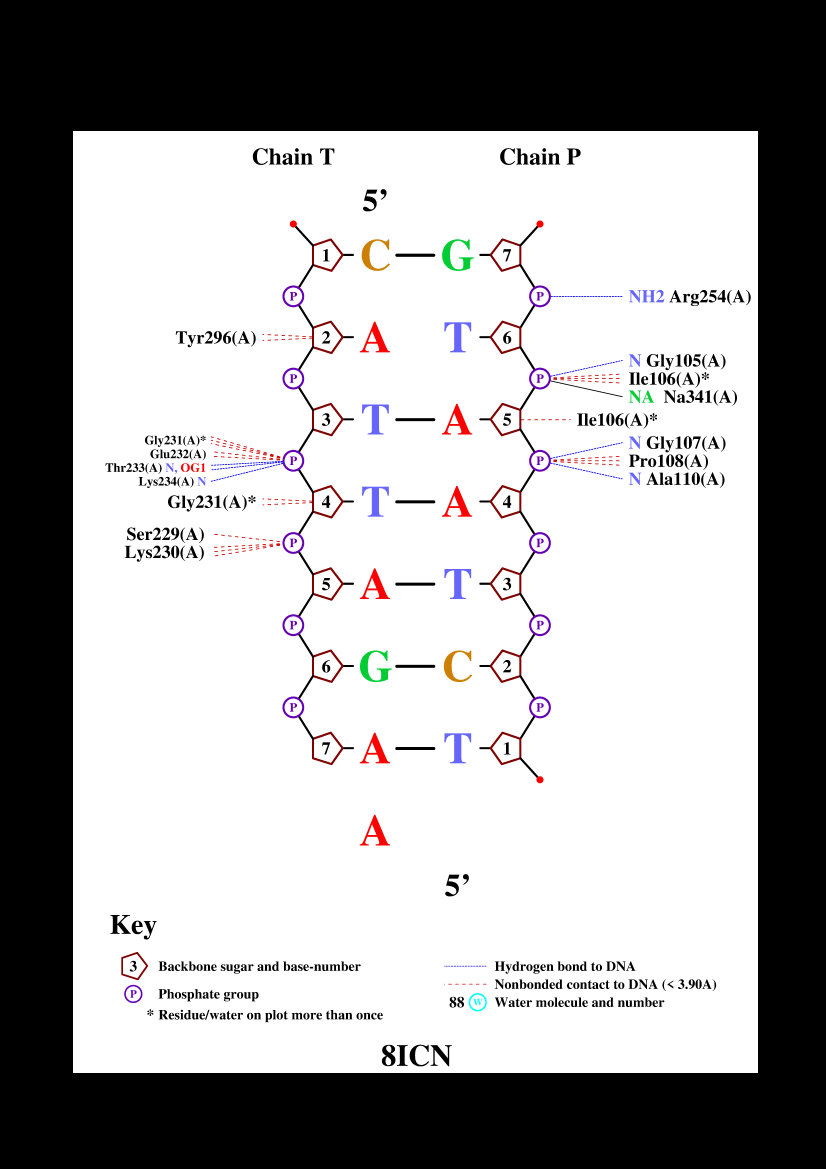 Chain T Chain P
5’
1 C G 7
P P NH2 Arg254(A)
Tyr296(A) 2 A T 6
N Gly105(A)
P P Ile106(A)*
NA Na341(A)
3 T A 5 Ile106(A)*
Gly231(A)*
Glu232(A)
Thr233(A) N, OG1
Lys234(A) N
P P
N Gly107(A)
Pro108(A)
N Ala110(A)
Gly231(A)* 4 T A 4
Ser229(A)
Lys230(A)
P P
5 A T 3
P P
6 G C 2
P P
7 A T 1
A
5’
Key
3 Backbone sugar and base-number
P Phosphate group
* Residue/water on plot more than once
Hydrogen bond to DNA
Nonbonded contact to DNA (< 3.90A)
88 W Water molecule and number
8ICN